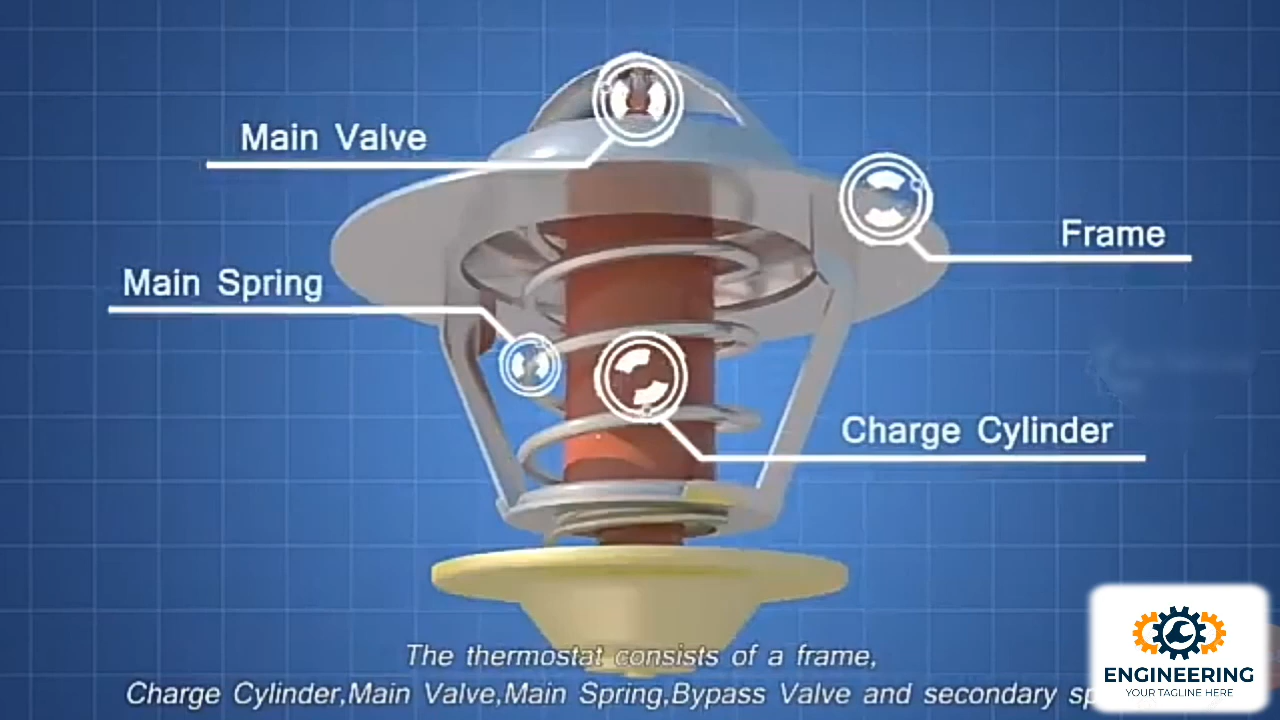 Main Valve
Frame
Main Spring
Charge Cylinder
The thermostat consists of a frame,
Charge Cylinder,Main Valve,Main Spring,Bypass Valve and secondary
ENGINEERING
YOUR TAGLINE HERE